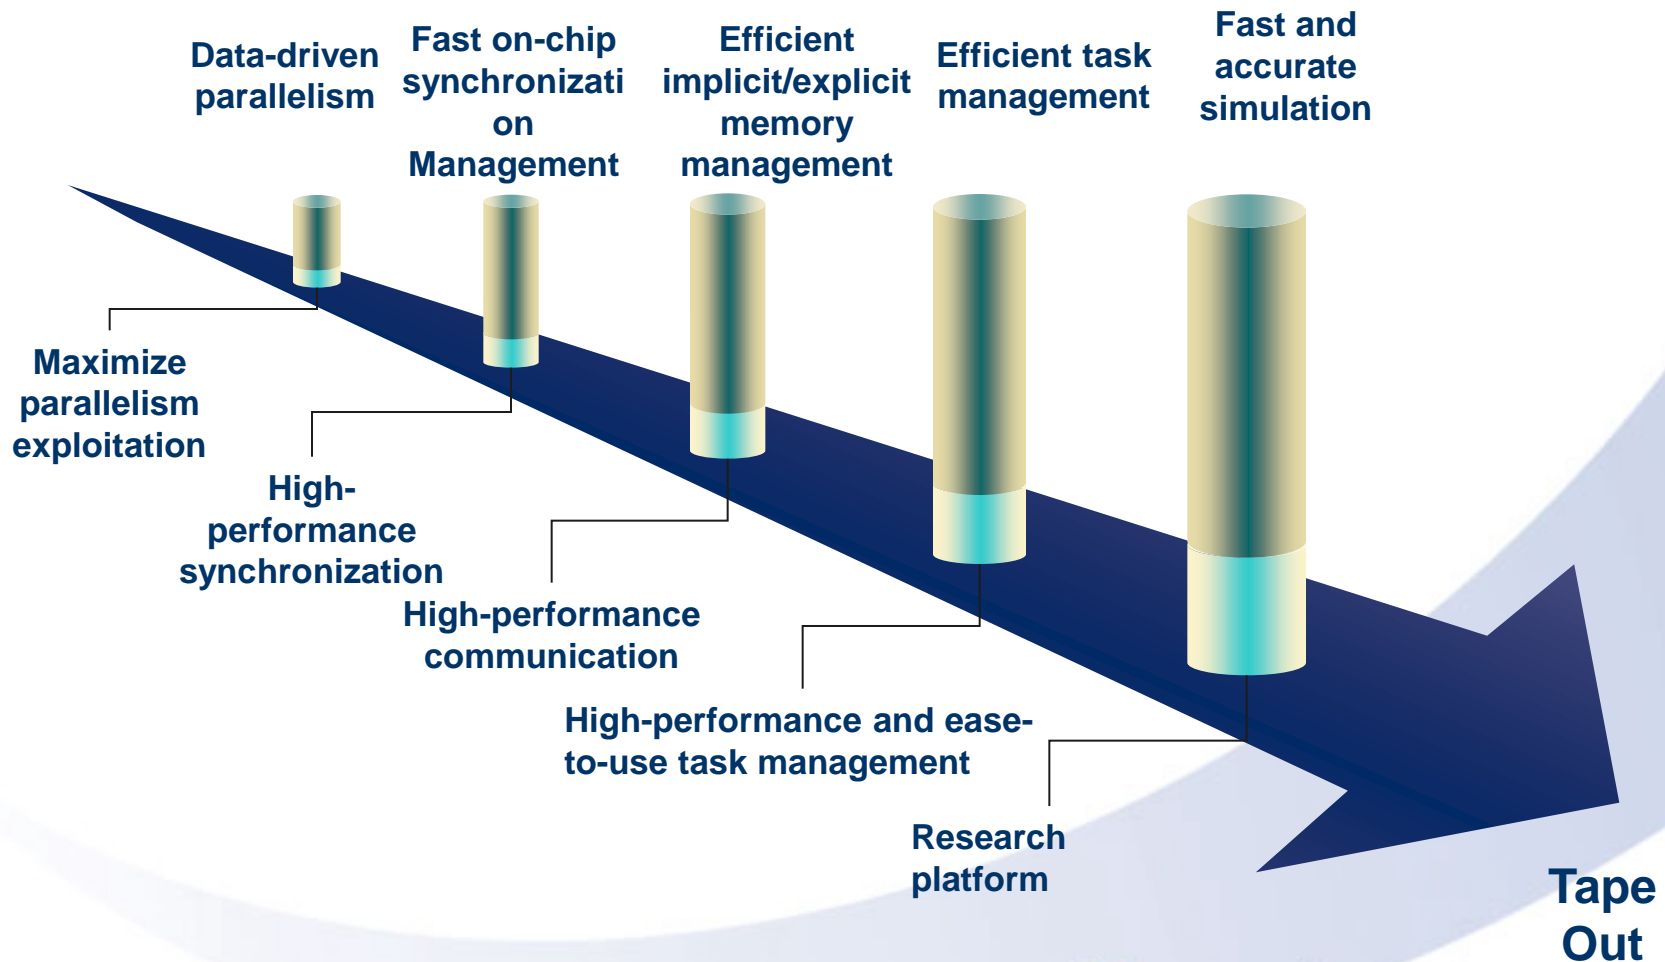 Data-driven
parallelism
Fast on-chip
synchronizati
on
Management
Efficient
implicit/explicit
memory
management
Efficient task
management
Fast and
accurate
simulation
Maximize
parallelism
exploitation
High-
performance
synchronization
High-performance
communication
High-performance and ease-
to-use task management
Research
platform
Tape
Out